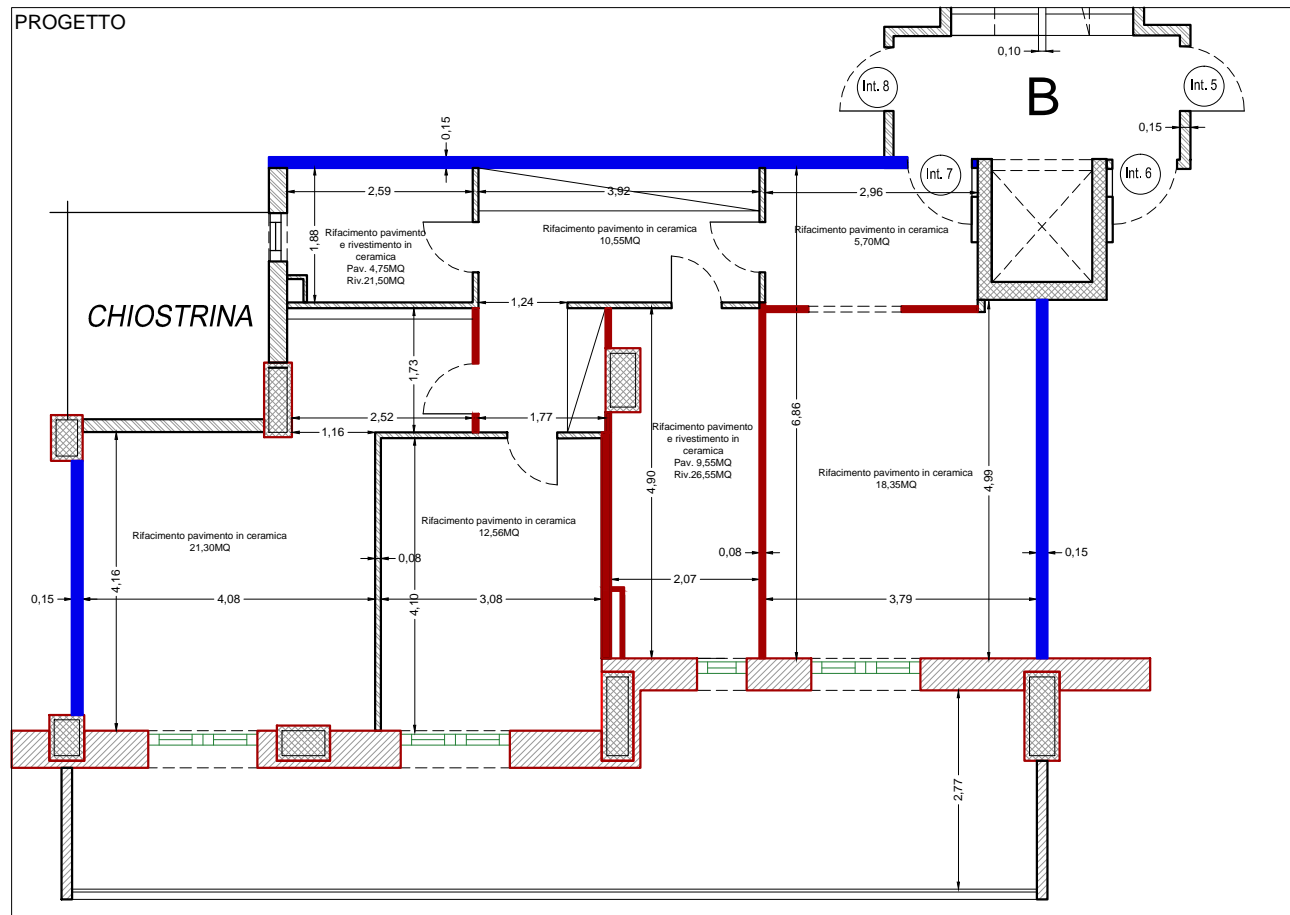 PROGETTO
0,10
Int. 8
B
Int. 5
0,15
0,15
Int. 7
Int. 6
2,59
3,92
2,96
1,88
Rifacimento pavimento
e rivestimento in
ceramica
Pav. 4,75MQ
Riv.21,50MQ
Rifacimento pavimento in ceramica
10,55MQ
Rifacimento pavimento in ceramica
5,70MQ
CHIOSTRINA
1,24
1,73
2,52
1,77
1,16
6,86
4,99
4,90
Rifacimento pavimento
e rivestimento in
ceramica
Pav. 9,55MQ
Riv.26,55MQ
Rifacimento pavimento in ceramica
18,35MQ
Rifacimento pavimento in ceramica
21,30MQ
Rifacimento pavimento in ceramica
12,56MQ
0,08
0,08
0,15
2,07
4,16
4,10
0,15
4,08
3,08
3,79
2,77